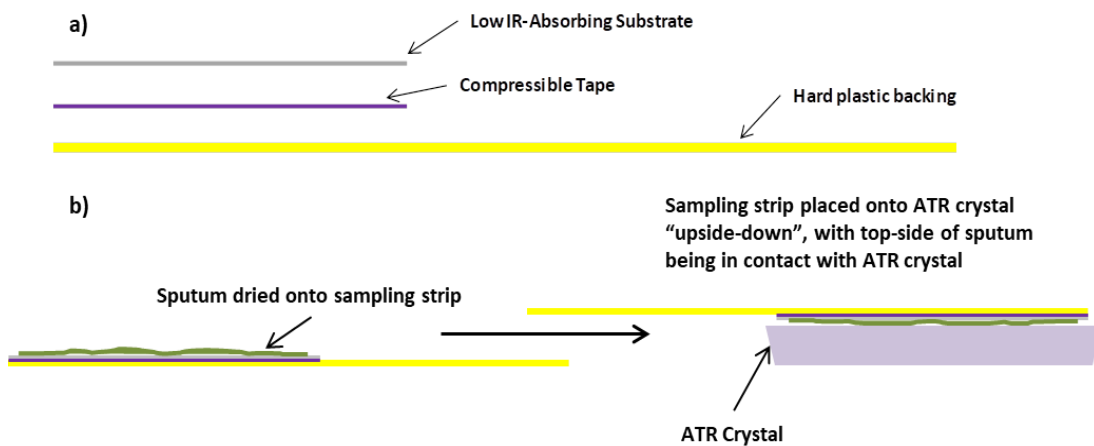 a)
Low IR-Absorbing Substrate
Compressible Tape
Hard plastic backing
b)
Sampling strip placed onto ATR crystal
“upside-down”, with top-side of sputum
being in contact with ATR crystal
Sputum dried onto sampling strip
ATR Crystal